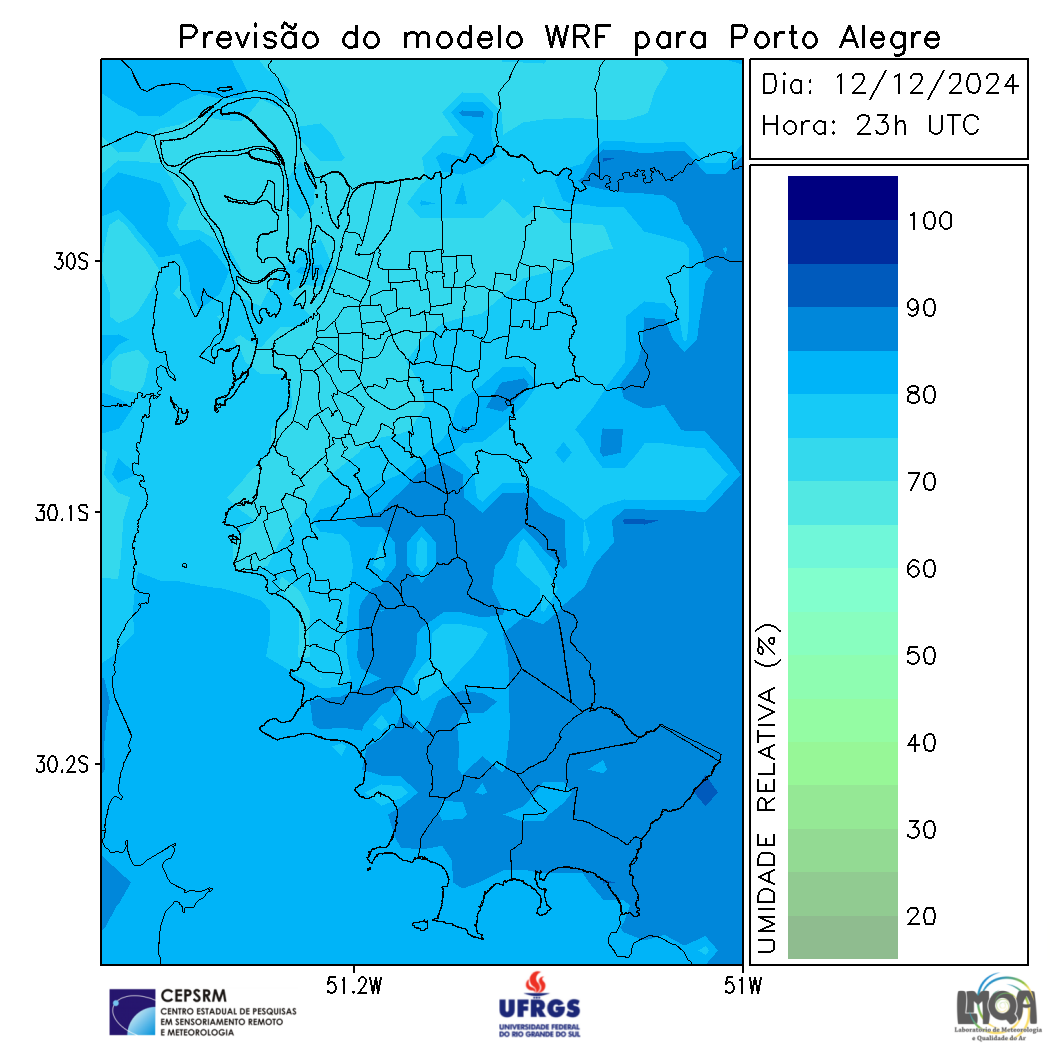 Previsão do modelo WRF para Porto Alegre
Dia: 12/12/2024
Hora: 23h UTC
100
90
80
70
60
50
40
30
20
UMIDADE RELATIVA (%)
30S
30.1S
30.2S
51.2W
51W
CEPSRM
CENTRO ESTADUAL DE PESQUISAS
EM SENSORIAMENTO REMOTO
E METEOROLOGIA
UFRGS
UNIVERSIDADE FEDERAL
DO RIO GRANDE DO SUL
LMQA
Laboratório de Meteorologia
e Qualidade do Ar